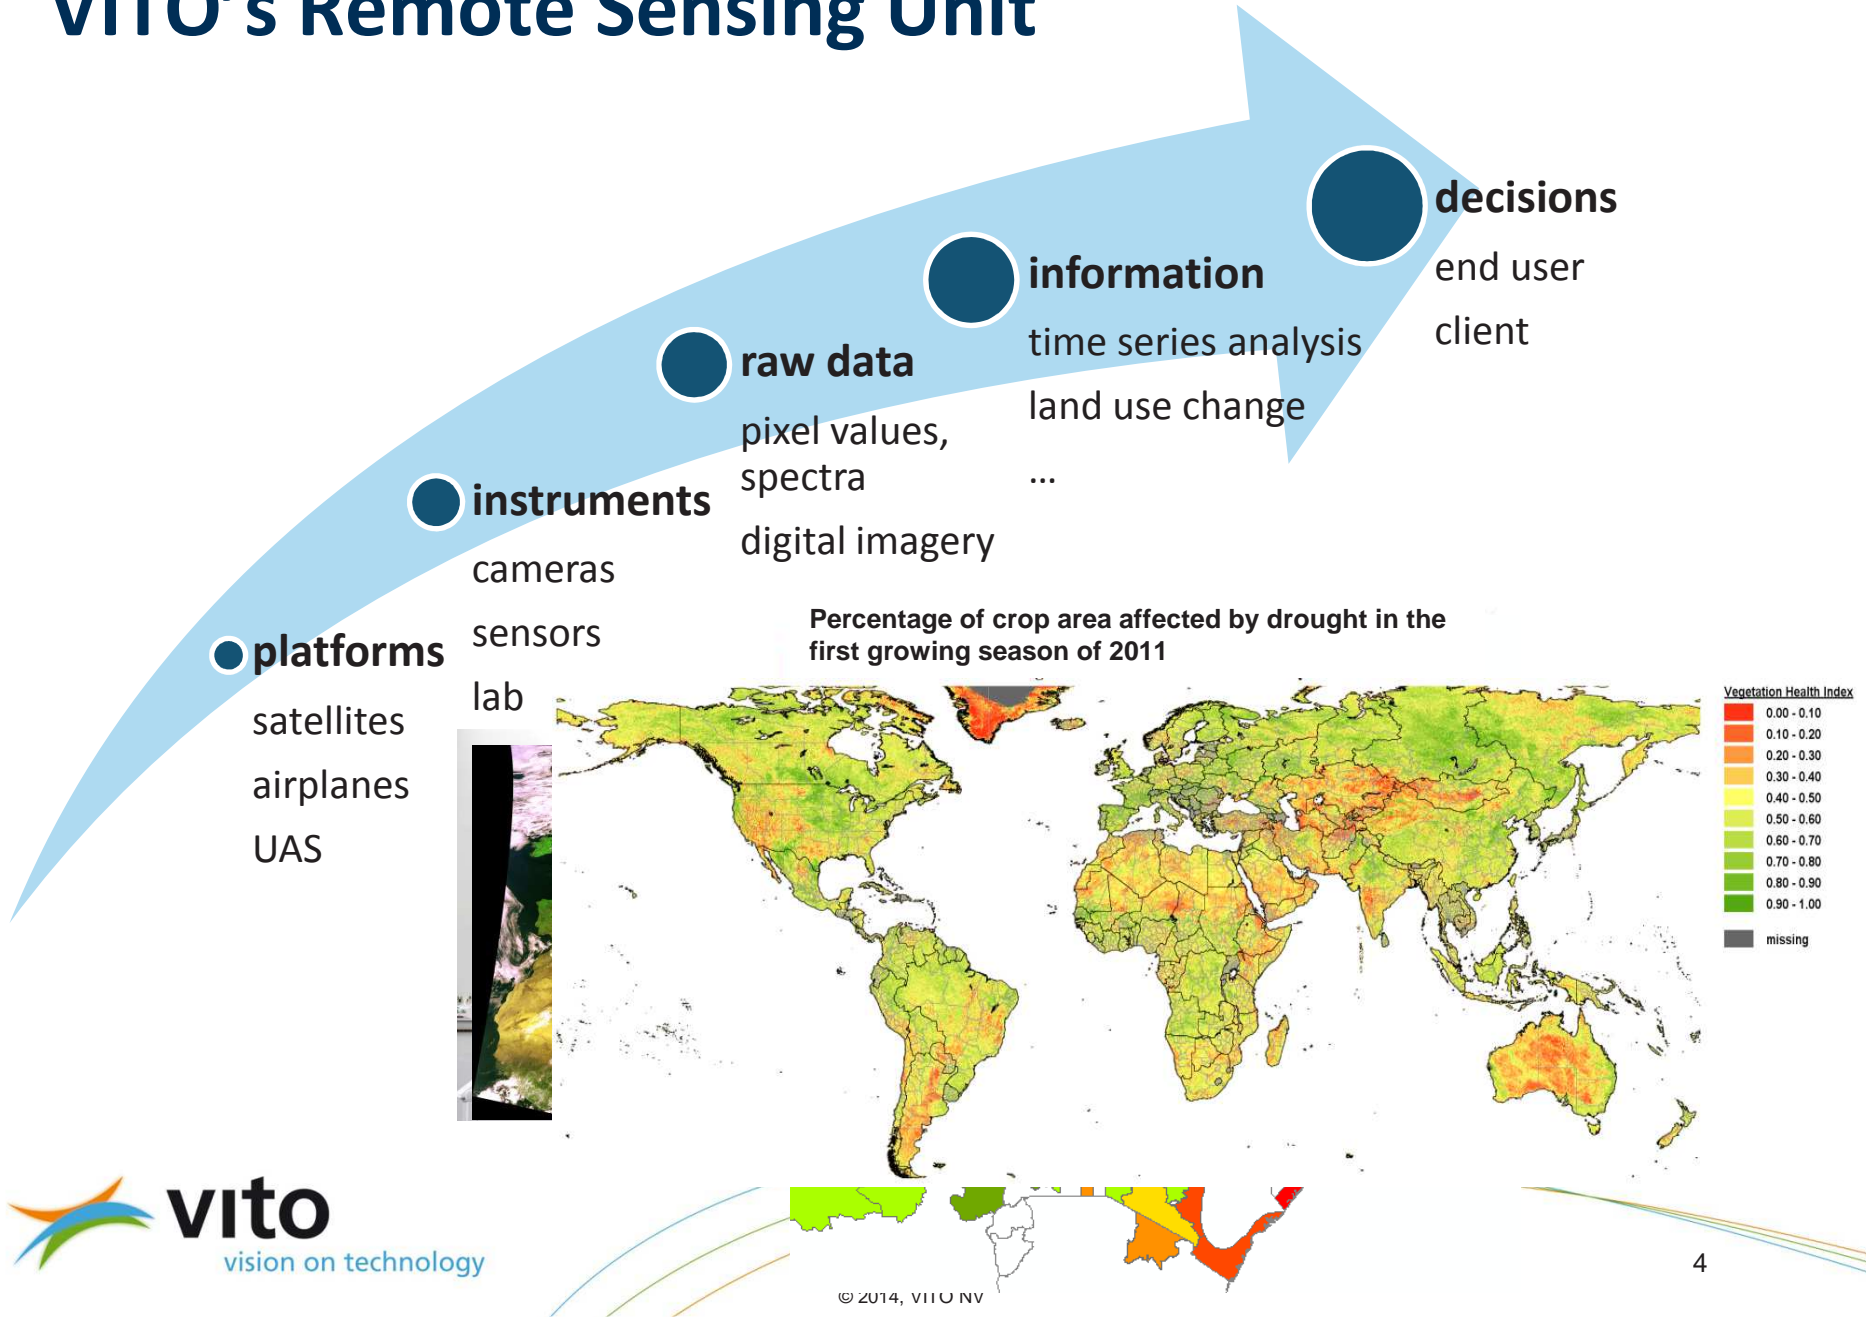 VITO's Remote Sensing Unit
decisions
end user
client
information
time series analysis
land use change
...
raw data
pixel values,
spectra
digital imagery
instruments
cameras
sensors
lab
platforms
satellites
airplanes
UAS
Percentage of crop area affected by drought in the
first growing season of 2011
Vegetation Health Index
0.00 - 0.10
0.10 - 0.20
0.20 - 0.30
0.30 - 0.40
0.40 - 0.50
0.50 - 0.60
0.60 - 0.70
0.70 - 0.80
0.80 - 0.90
0.90 - 1.00
missing
vito
vision on technology
4
© 2014, VITO NV